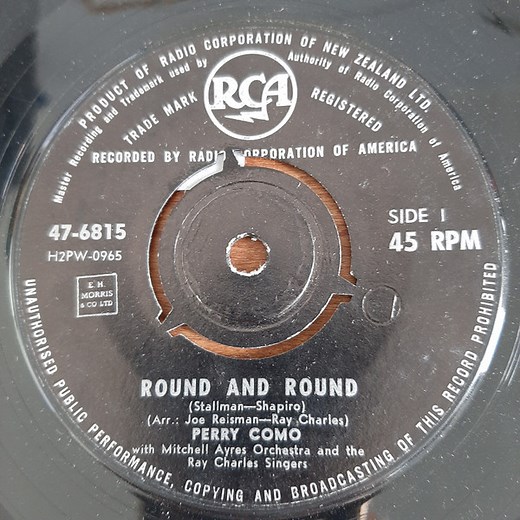 PRODUCT OF RADIO CORPORATION OF NEW ZEALAND LTD.
Master Recording and Trademark used by Authority of Radio Corporation of America
TRADE MARK RCA REGISTERED
RECORDED BY RADIO CORPORATION OF AMERICA
47-6815
H2PW-0965
SIDE 1
45 RPM
E. H.
MORRIS
& CO LTD
ROUND AND ROUND
(Stallman—Shapiro)
(Arr.: Joe Reisman—Ray Charles)
PERRY COMO
with Mitchell Ayres Orchestra and the
Ray Charles Singers
UNAUTHORISED PUBLIC PERFORMANCE, COPYING AND BROADCASTING OF THIS RECORD PROHIBITED